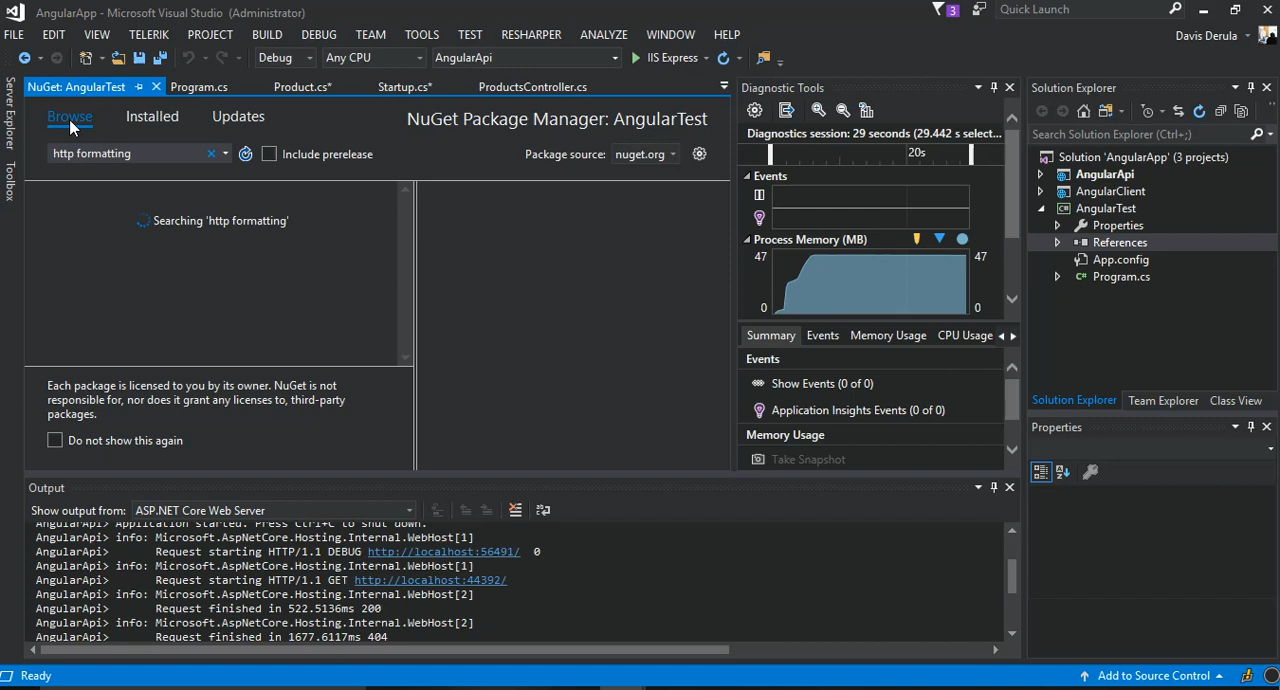 AngularApp - Microsoft Visual Studio (Administrator)
3
Quick Launch
FILE EDIT VIEW TELERIK PROJECT BUILD DEBUG TEAM TOOLS TEST RESHARPER ANALYZE WINDOW HELP
Davis Derula
Debug Any CPU AngularApi IIS Express
Server Explorer
Toolbox
NuGet: AngularTest Program.cs Product.cs* Startup.cs* ProductsController.cs
Browse Installed Updates
NuGet Package Manager: AngularTest
http formatting
Include prerelease
Package source: nuget.org
Searching 'http formatting'
Each package is licensed to you by its owner. NuGet is not
responsible for, nor does it grant any licenses to, third-party
packages.
Do not show this again
Diagnostic Tools
Diagnostics session: 29 seconds (29.442 s select...
20s
Events
Process Memory (MB)
47 47
0 0
Summary Events Memory Usage CPU Usage
Events
Show Events (0 of 0)
Application Insights Events (0 of 0)
Memory Usage
Take Snapshot
Solution Explorer
Search Solution Explorer (Ctrl+;)
Solution 'AngularApp' (3 projects)
AngularApi
AngularClient
C# AngularTest
Properties
References
App.config
C# Program.cs
Solution Explorer Team Explorer Class View
Properties
Output
Show output from: ASP.NET Core Web Server
AngularApi> Application started. Press Ctrl+C to shut down.
AngularApi> info: Microsoft.AspNetCore.Hosting.Internal.WebHost[1]
AngularApi> Request starting HTTP/1.1 DEBUG http://localhost:56491/ 0
AngularApi> info: Microsoft.AspNetCore.Hosting.Internal.WebHost[1]
AngularApi> Request starting HTTP/1.1 GET http://localhost:44392/
AngularApi> info: Microsoft.AspNetCore.Hosting.Internal.WebHost[2]
AngularApi> Request finished in 522.5136ms 200
AngularApi> info: Microsoft.AspNetCore.Hosting.Internal.WebHost[2]
AngularApi> Request finished in 1677.6117ms 404
Ready
Add to Source Control